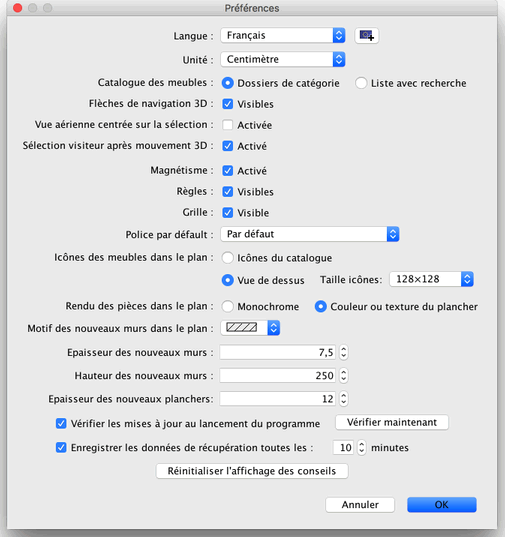 Préférences
Langue : Français
Unité : Centimètre
Catalogue des meubles : Dossiers de catégorie Liste avec recherche
Flèches de navigation 3D : Visibles
Vue aérienne centrée sur la sélection : Activée
Sélection visiteur après mouvement 3D : Activé
Magnétisme : Activé
Règles : Visibles
Grille : Visible
Police par défault : Par défaut
Icônes des meubles dans le plan : Icônes du catalogue
Vue de dessus Taille icônes: 128×128
Rendu des pièces dans le plan : Monochrome Couleur ou texture du plancher
Motif des nouveaux murs dans le plan :
Epaisseur des nouveaux murs : 7,5
Hauteur des nouveaux murs : 250
Epaisseur des nouveaux planchers: 12
Vérifier les mises à jour au lancement du programme Vérifier maintenant
Enregistrer les données de récupération toutes les : 10 minutes
Réinitialiser l'affichage des conseils
Annuler OK